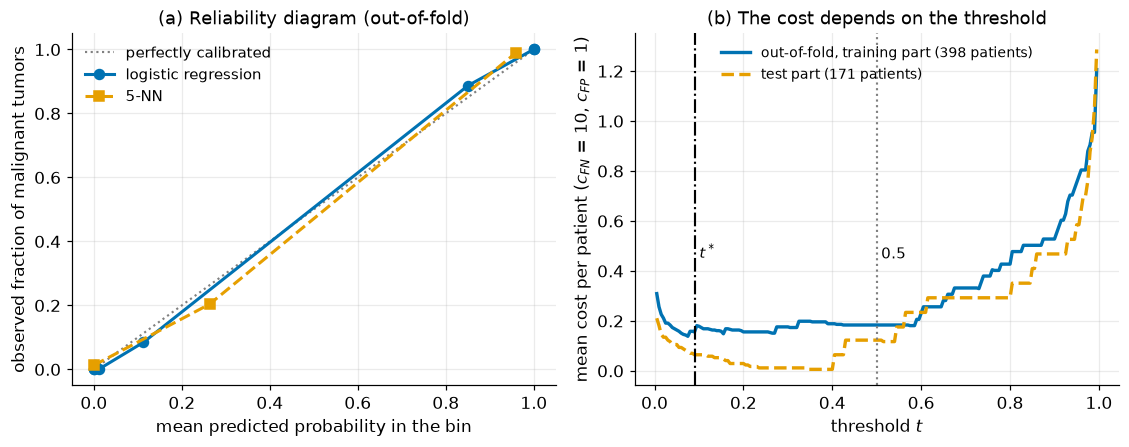 (a) Reliability diagram (out-of-fold)
perfectly calibrated
logistic regression
5-NN
observed fraction of malignant tumors
1.0
0.8
0.6
0.4
0.2
0.0
0.0 0.2 0.4 0.6 0.8 1.0
mean predicted probability in the bin
(b) The cost depends on the threshold
out-of-fold, training part (398 patients)
test part (171 patients)
mean cost per patient (c_FN = 10, c_FP = 1)
1.2
1.0
0.8
0.6
0.4
0.2
0.0
t*
0.5
0.0 0.2 0.4 0.6 0.8 1.0
threshold t